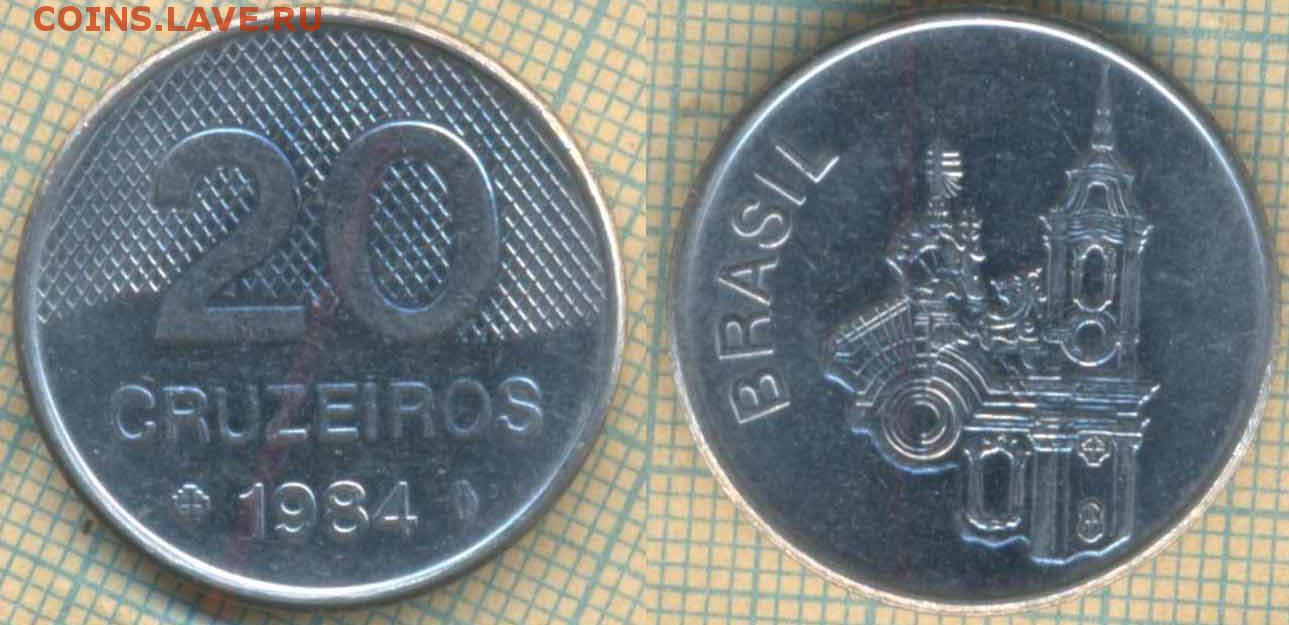 COINS.LAVE.RU
20
CRUZEIROS
1984
BRASIL